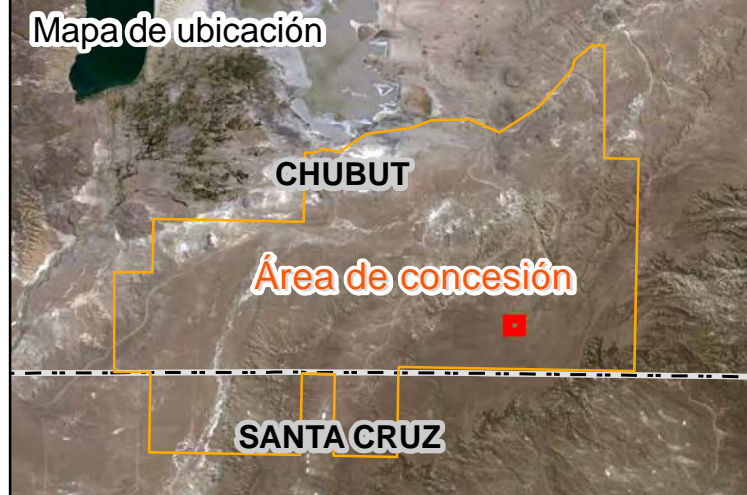 Mapa de ubicación
CHUBUT
Área de concesión
SANTA CRUZ